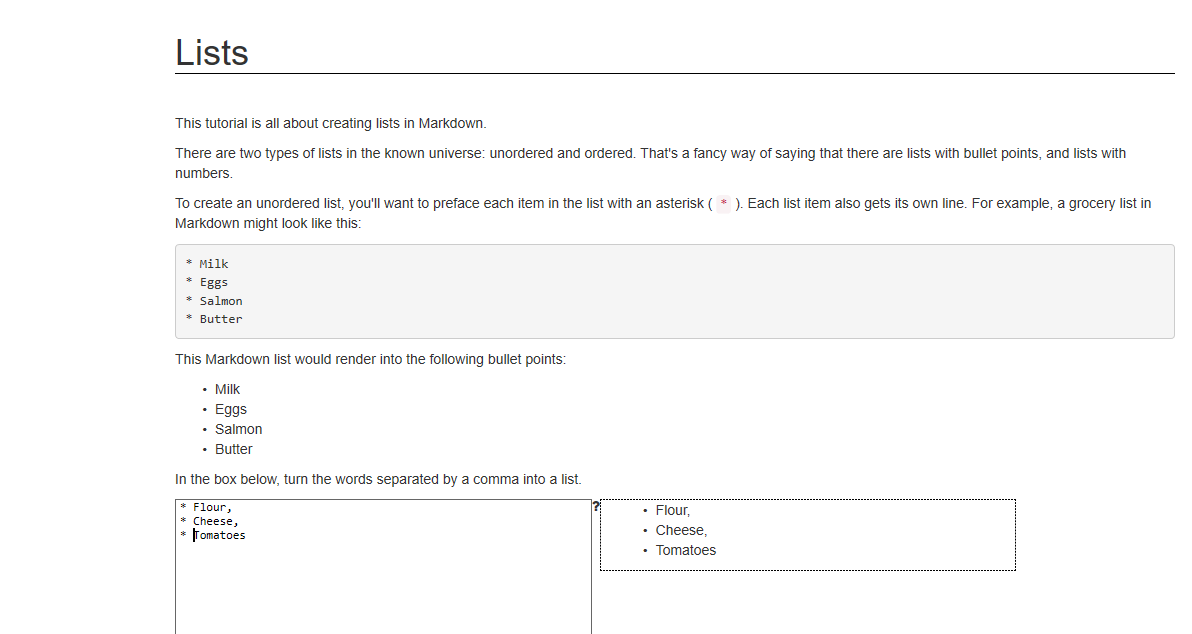 Lists
This tutorial is all about creating lists in Markdown.
There are two types of lists in the known universe: unordered and ordered. That's a fancy way of saying that there are lists with bullet points, and lists with
numbers.
To create an unordered list, you'll want to preface each item in the list with an asterisk ( * ). Each list item also gets its own line. For example, a grocery list in
Markdown might look like this:
* Milk
* Eggs
* Salmon
* Butter
This Markdown list would render into the following bullet points:
• Milk
• Eggs
• Salmon
• Butter
In the box below, turn the words separated by a comma into a list.
* Flour,
* Cheese,
* Tomatoes
?
• Flour,
• Cheese,
• Tomatoes